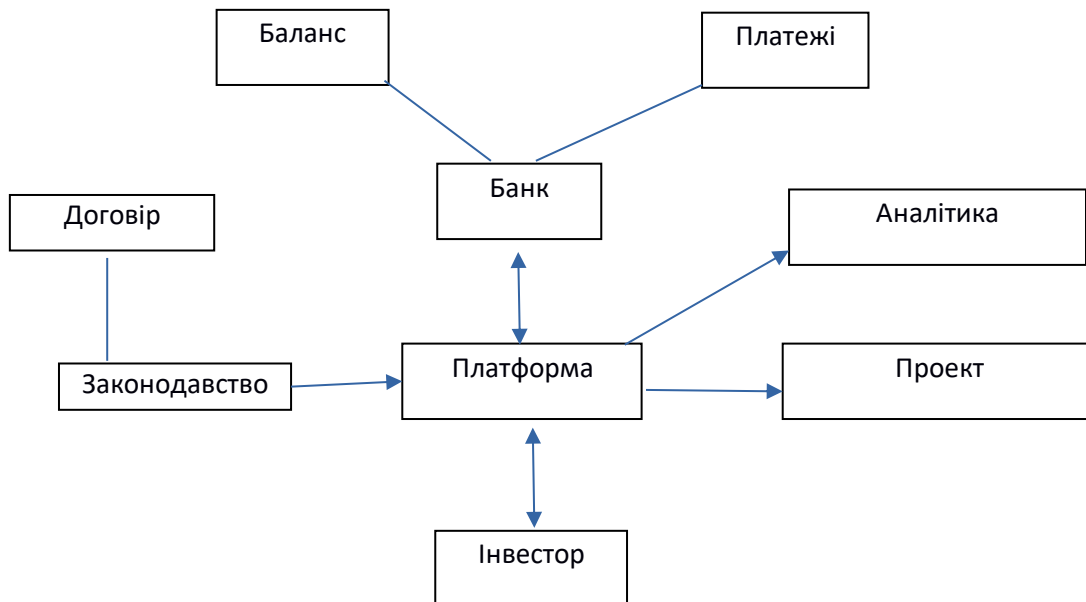 Баланс
Платежі
Банк
Договір
Аналітика
Законодавство
Платформа
Проект
Інвестор